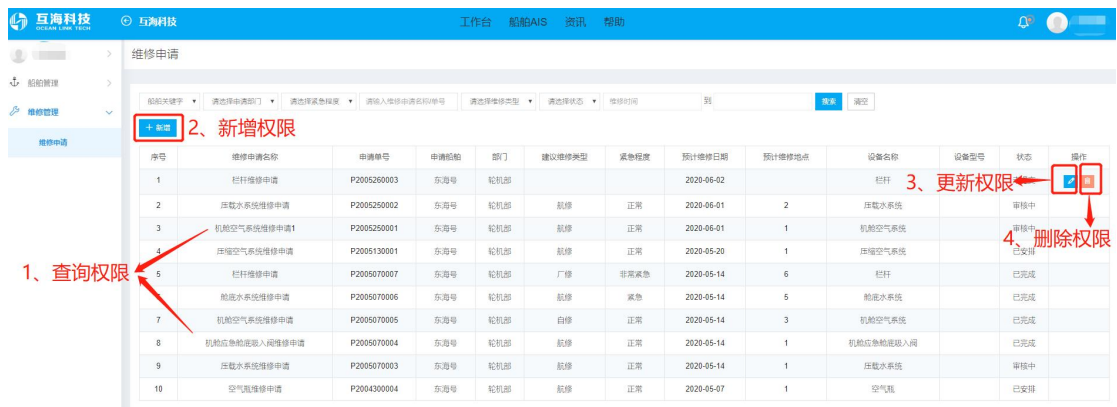 互海科技
OCEAN LINK TECH
互海科技
工作台 船舶AIS 资讯 帮助
船舶管理
维修管理
维修申请
维修申请
船舶关键字 请选择申请部门 请选择紧急程度 请输入维修申请名称/单号 请选择维修类型 请选择状态 维修时间 到 搜索 清空
+ 新增
2、新增权限
序号 维修申请名称 申请单号 申请船舶 部门 建议维修类型 紧急程度 预计维修日期 预计维修地点 设备名称 设备型号 状态 操作
1 栏杆维修申请 P2005260003 东海号 轮机部 2020-06-02 栏杆
3、更新权限
2 压载水系统维修申请 P2005250002 东海号 轮机部 航修 正常 2020-06-01 2 压载水系统 审核中
3 机舱空气系统维修申请1 P2005250001 东海号 轮机部 航修 正常 2020-06-01 1 机舱空气系统 审核中
4、删除权限
4 压缩空气系统维修申请 P2005130001 东海号 轮机部 航修 正常 2020-05-20 1 压缩空气系统 已安排
1、查询权限
5 栏杆维修申请 P2005070007 东海号 轮机部 厂修 非常紧急 2020-05-14 6 栏杆 已完成
舱底水系统维修申请 P2005070006 东海号 轮机部 航修 紧急 2020-05-14 5 舱底水系统 已完成
7 机舱空气系统维修申请 P2005070005 东海号 轮机部 自修 正常 2020-05-14 3 机舱空气系统 已完成
8 机舱应急舱底吸入阀维修申请 P2005070004 东海号 轮机部 航修 正常 2020-05-14 1 机舱应急舱底吸入阀 已完成
9 压载水系统维修申请 P2005070003 东海号 轮机部 航修 正常 2020-05-14 1 压载水系统 审核中
10 空气瓶维修申请 P2004300004 东海号 轮机部 航修 正常 2020-05-07 1 空气瓶 已安排